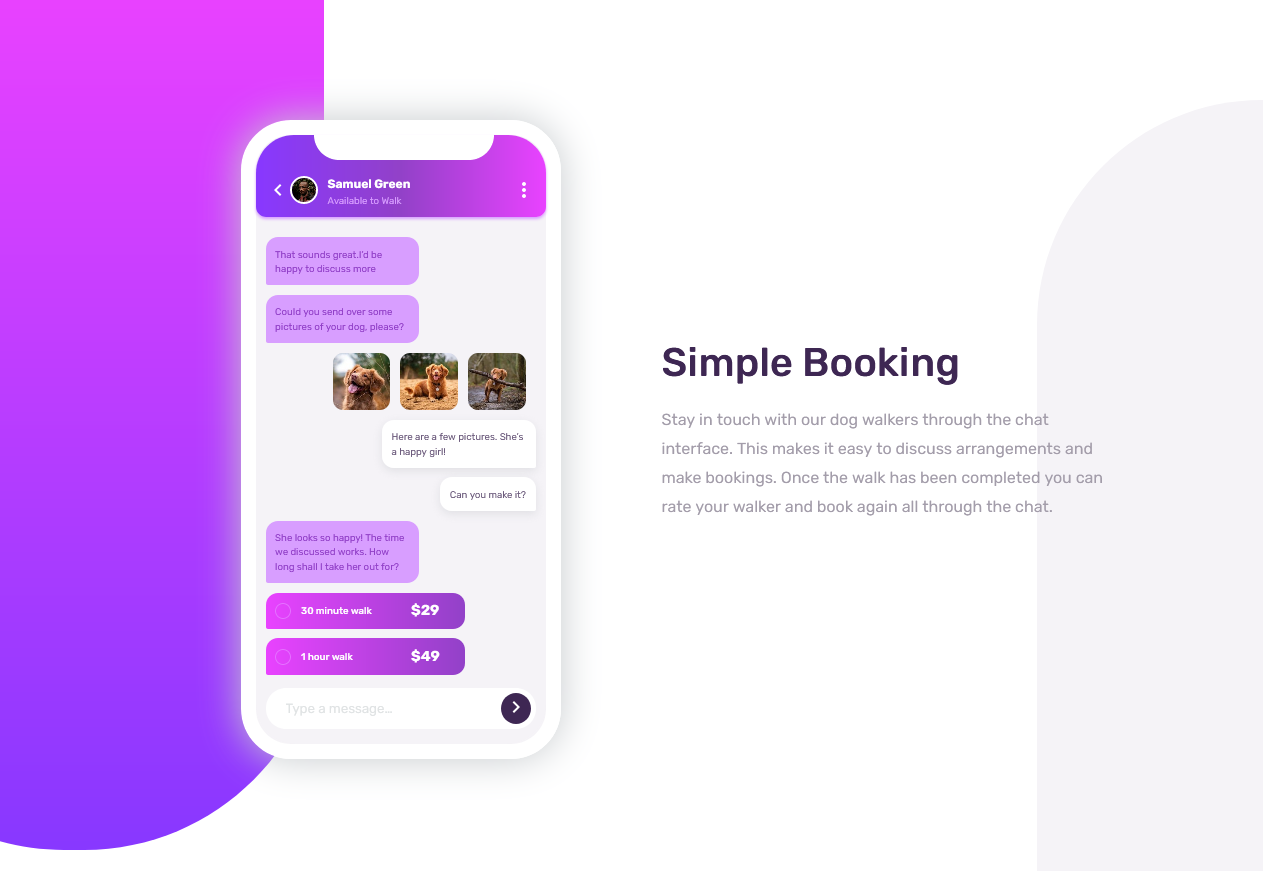 Samuel Green
Available to Walk
That sounds great.I'd be
happy to discuss more
Could you send over some
pictures of your dog, please?
Here are a few pictures. She's
a happy girl!
Can you make it?
She looks so happy! The time
we discussed works. How
long shall I take her out for?
30 minute walk $29
1 hour walk $49
Type a message…
Simple Booking
Stay in touch with our dog walkers through the chat
interface. This makes it easy to discuss arrangements and
make bookings. Once the walk has been completed you can
rate your walker and book again all through the chat.